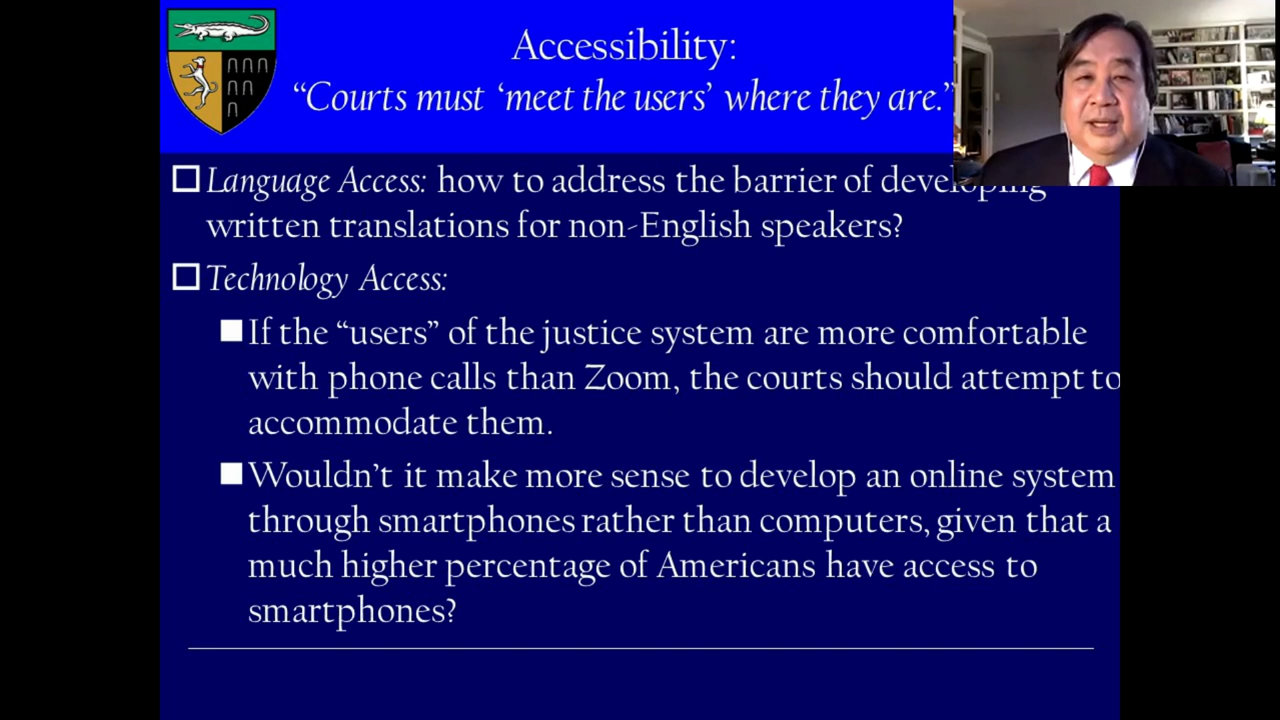 Accessibility:
“Courts must ‘meet the users’ where they are.”
Language Access: how to address the barrier of developing
written translations for non-English speakers?
Technology Access:
If the “users” of the justice system are more comfortable
with phone calls than Zoom, the courts should attempt to
accommodate them.
Wouldn’t it make more sense to develop an online system
through smartphones rather than computers, given that a
much higher percentage of Americans have access to
smartphones?